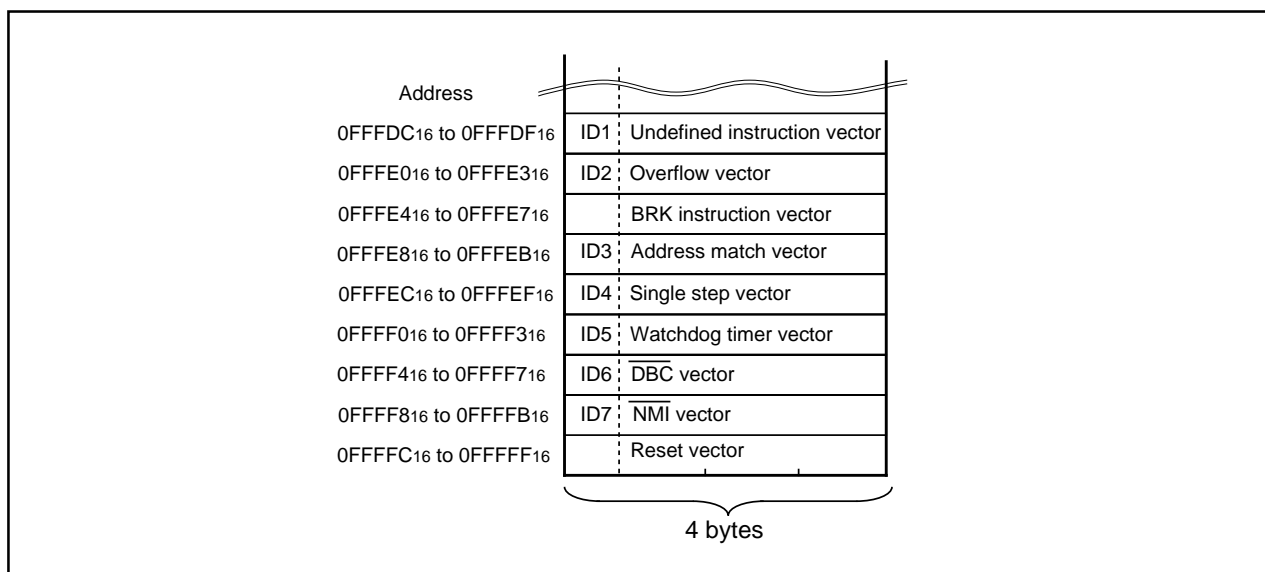 Address
0FFFDC16 to 0FFFDF16 ID1 Undefined instruction vector
0FFFE016 to 0FFFE316 ID2 Overflow vector
0FFFE416 to 0FFFE716 BRK instruction vector
0FFFE816 to 0FFFEB16 ID3 Address match vector
0FFFEC16 to 0FFFEF16 ID4 Single step vector
0FFFF016 to 0FFFF316 ID5 Watchdog timer vector
0FFFF416 to 0FFFF716 ID6 D̅B̅C̅ vector
0FFFF816 to 0FFFFB16 ID7 N̅M̅I̅ vector
0FFFFC16 to 0FFFFF16 Reset vector
4 bytes